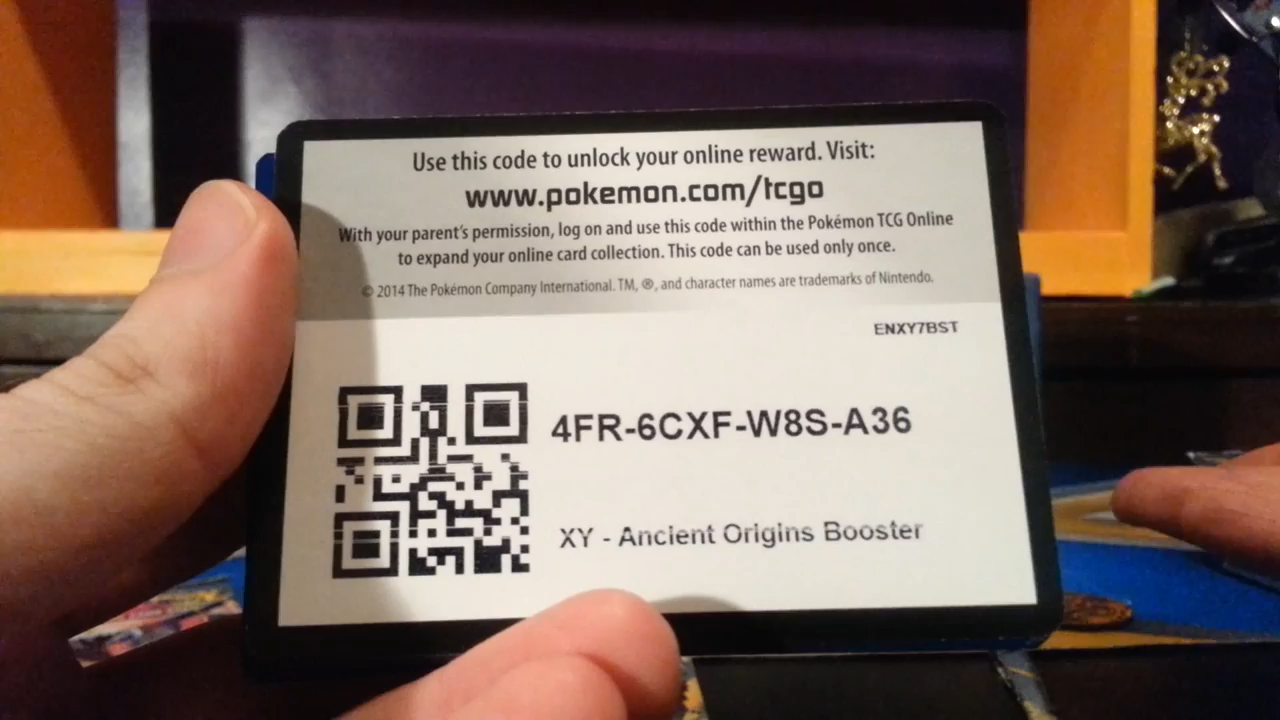 Use this code to unlock your online reward. Visit:
www.pokemon.com/tcgo
With your parent's permission, log on and use this code within the Pokémon TCG Online
to expand your online card collection. This code can be used only once.
© 2014 The Pokémon Company International. TM, ®, and character names are trademarks of Nintendo.
ENXY7BST
4FR-6CXF-W8S-A36
XY - Ancient Origins Booster